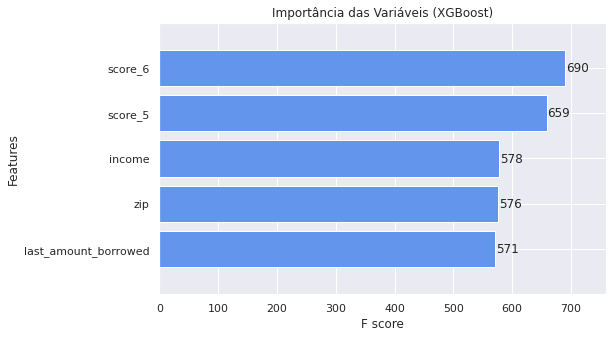 Importância das Variáveis (XGBoost)
Features
score_6
690
score_5
659
income
578
zip
576
last_amount_borrowed
571
0 100 200 300 400 500 600 700
F score